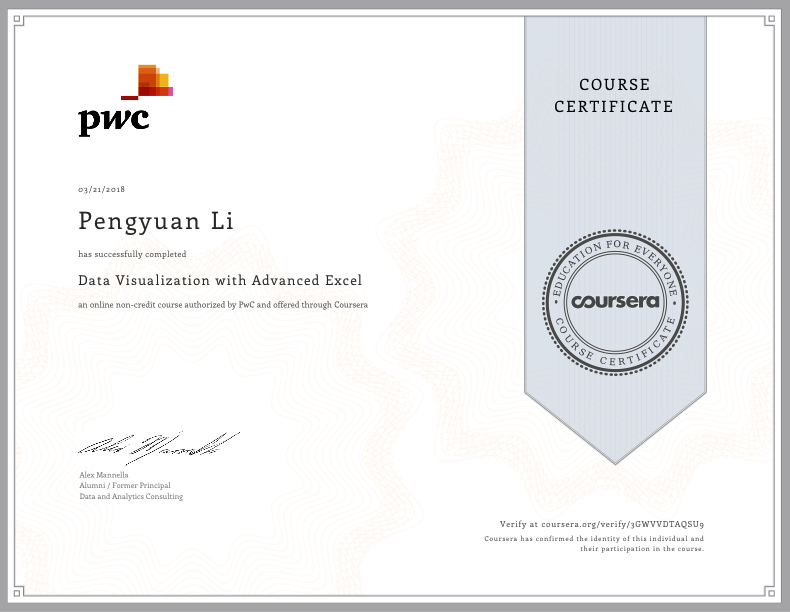 pwc
03/21/2018
Pengyuan Li
has successfully completed
Data Visualization with Advanced Excel
an online non-credit course authorized by PwC and offered through Coursera
Alex Mannella
Alumni / Former Principal
Data and Analytics Consulting
COURSE
CERTIFICATE
EDUCATION FOR EVERYONE
coursera
COURSE CERTIFICATE
Verify at coursera.org/verify/3GWVVDTAQSU9
Coursera has confirmed the identity of this individual and
their participation in the course.